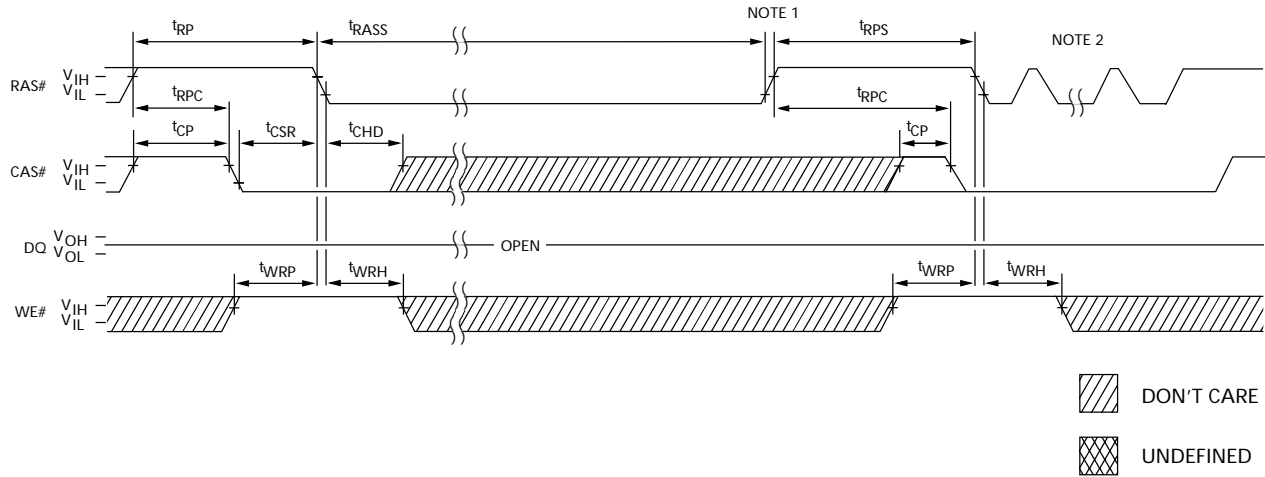 NOTE 1
tRP
tRASS
tRPS
NOTE 2
RAS#
VIH
VIL
tRPC
tRPC
tCP
tCSR
tCHD
tCP
CAS#
VIH
VIL
DQ
VOH
VOL
OPEN
tWRP
tWRH
tWRP
tWRH
WE#
VIH
VIL
DON'T CARE
UNDEFINED